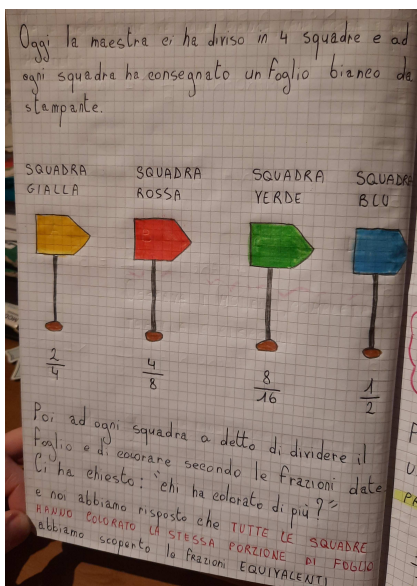 Oggi la maestra ci ha diviso in 4 squadre e ad
ogni squadra ha consegnato un foglio bianco da
stampante.
SQUADRA GIALLA
SQUADRA ROSSA
SQUADRA VERDE
SQUADRA BLU
2/4
4/8
8/16
1/2
Poi ad ogni squadra a detto di dividere il
foglio e di colorare secondo le frazioni date
Ci ha chiesto: "chi ha colorato di più?"
e noi abbiamo risposto che TUTTE LE SQUADRE
HANNO COLORATO LA STESSA PORZIONE DI FOGLIO
abbiamo scoperto le frazioni EQUIVALENTI